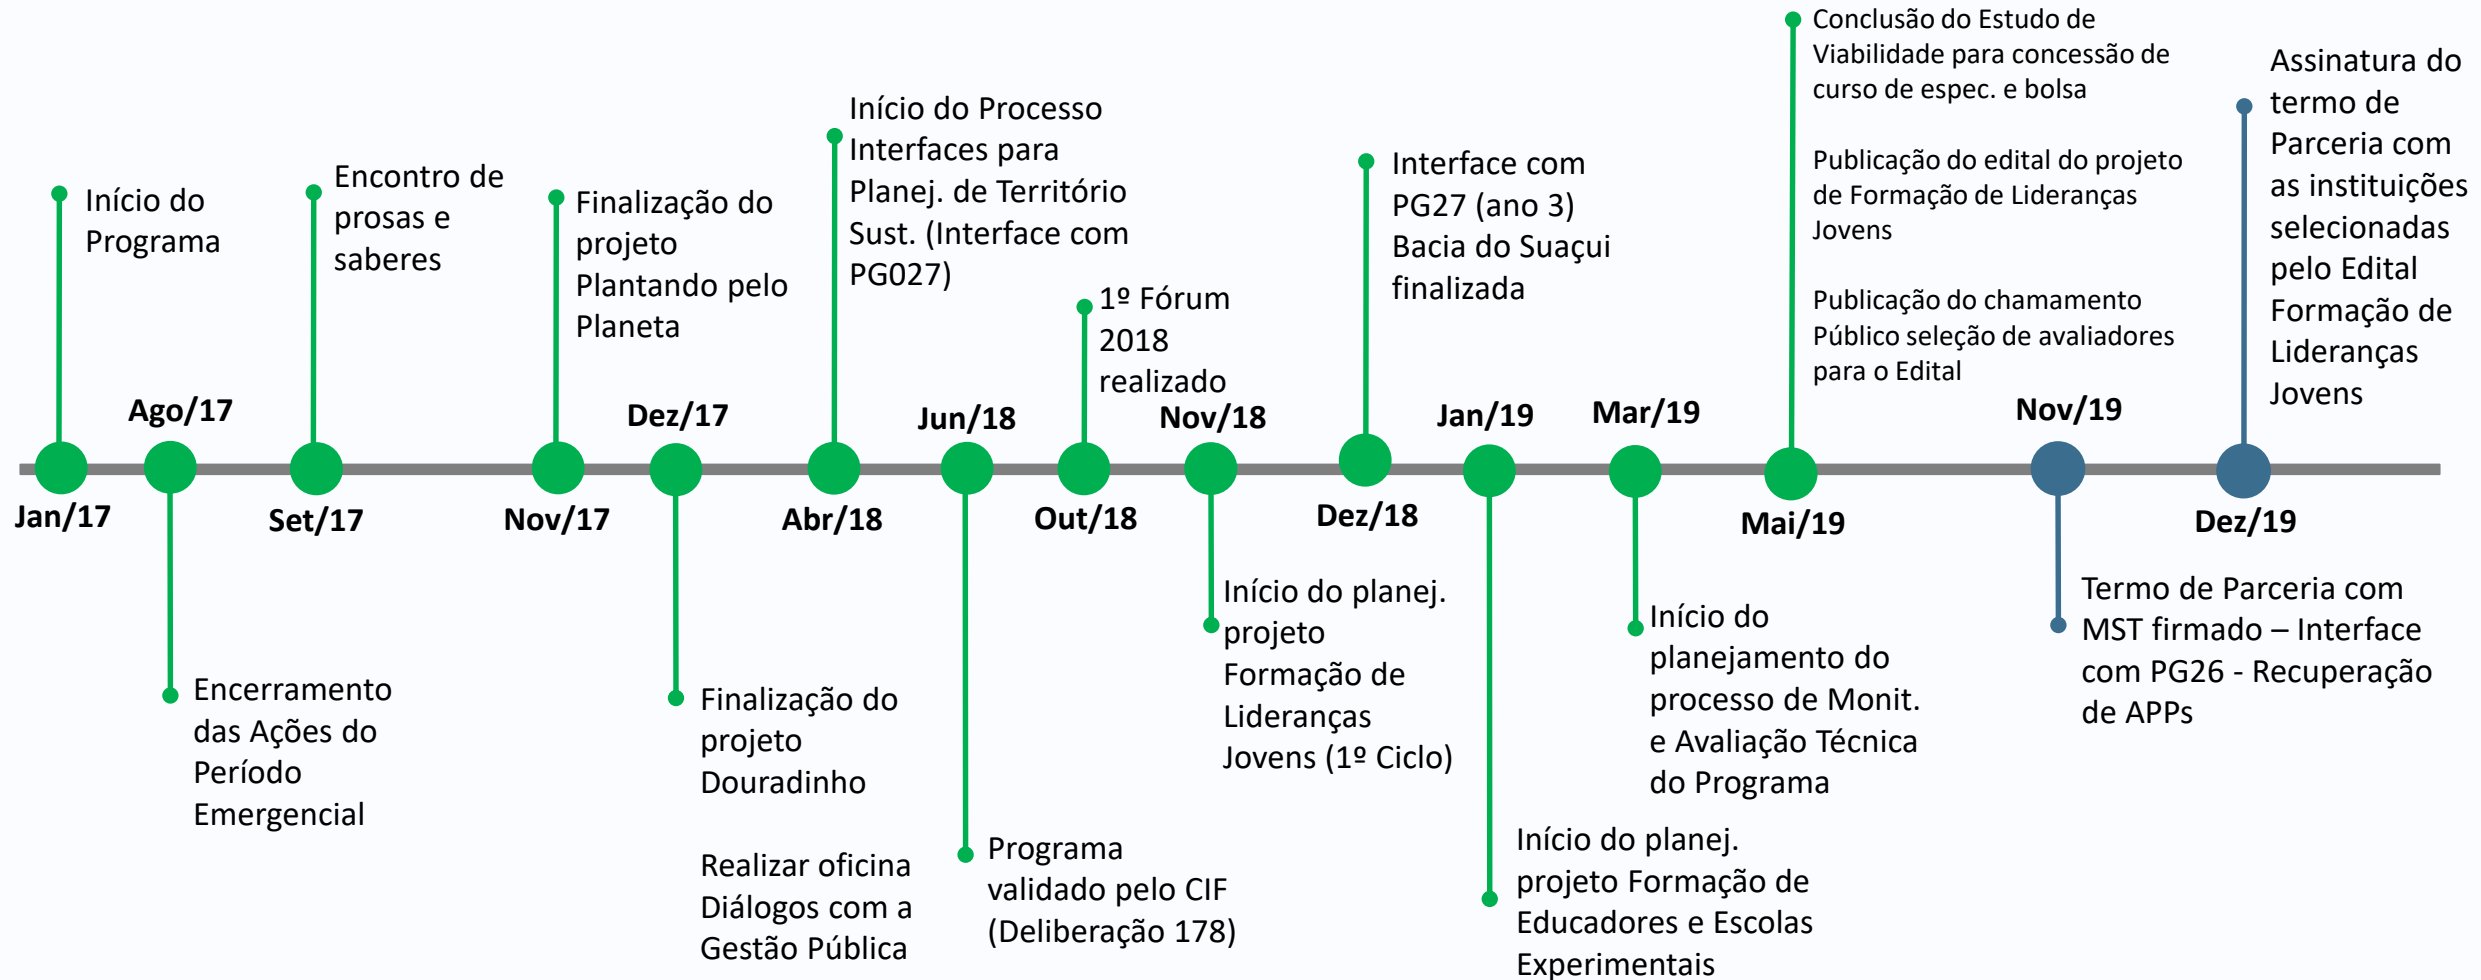 Início do
Programa
Jan/17
Ago/17
Encerramento
das Ações do
Período
Emergencial
Encontro de
prosas e
saberes
Set/17
Finalização do
projeto
Plantando pelo
Planeta
Nov/17
Dez/17
Finalização do
projeto
Douradinho
Realizar oficina
Diálogos com a
Gestão Pública
Início do Processo
Interfaces para
Planej. de Território
Sust. (Interface com
PG027)
Abr/18
Jun/18
Programa
validado pelo CIF
(Deliberação 178)
1º Fórum
2018
realizado
Out/18
Nov/18
Início do planej.
projeto
Formação de
Lideranças
Jovens (1º Ciclo)
Interface com
PG27 (ano 3)
Bacia do Suaçui
finalizada
Dez/18
Jan/19
Início do planej.
projeto Formação de
Educadores e Escolas
Experimentais
Mar/19
Início do
planejamento do
processo de Monit.
e Avaliação Técnica
do Programa
Conclusão do Estudo de
Viabilidade para concessão de
curso de espec. e bolsa
Publicação do edital do projeto
de Formação de Lideranças
Jovens
Publicação do chamamento
Público seleção de avaliadores
para o Edital
Mai/19
Nov/19
Termo de Parceria com
MST firmado – Interface
com PG26 - Recuperação
de APPs
Assinatura do
termo de
Parceria com
as instituições
selecionadas
pelo Edital
Formação de
Lideranças
Jovens
Dez/19